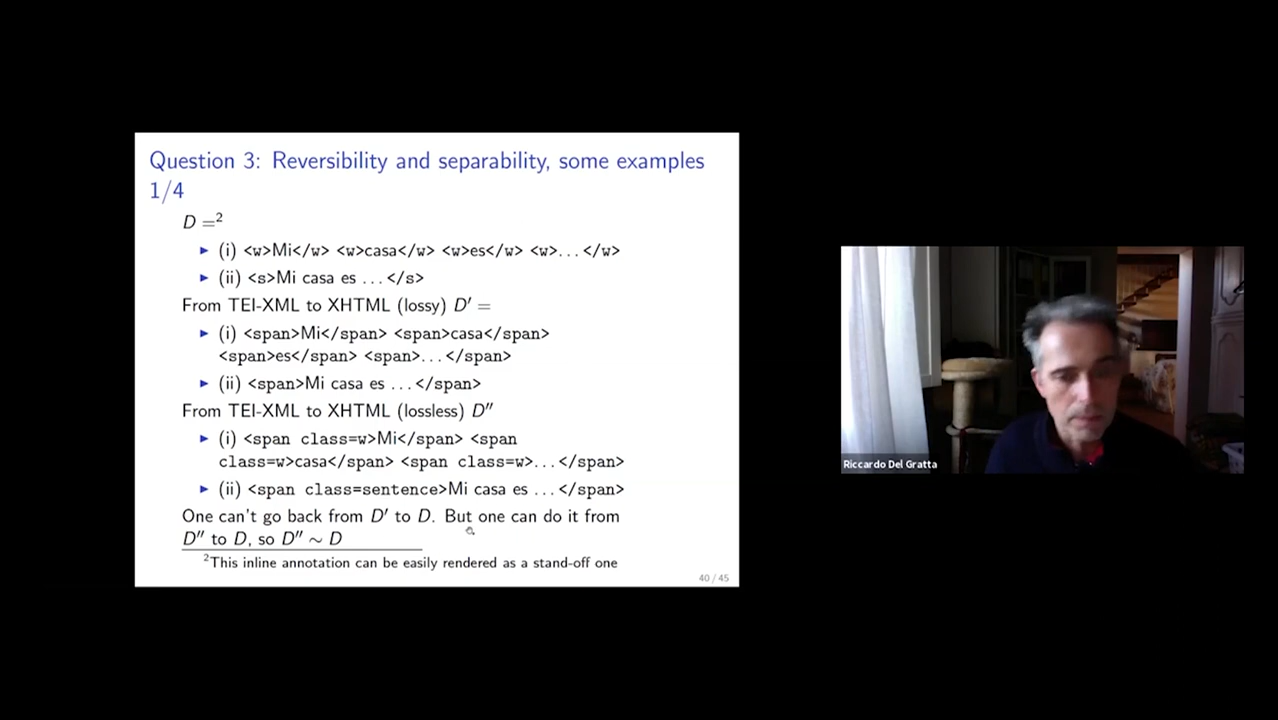 Question 3: Reversibility and separability, some examples
1/4
D =²
▶ (i) <w>Mi</w> <w>casa</w> <w>es</w> <w>...</w>
▶ (ii) <s>Mi casa es ...</s>
From TEI-XML to XHTML (lossy) D′ =
▶ (i) <span>Mi</span> <span>casa</span>
<span>es</span> <span>...</span>
▶ (ii) <span>Mi casa es ...</span>
From TEI-XML to XHTML (lossless) D″
▶ (i) <span class=w>Mi</span> <span
class=w>casa</span> <span class=w>...</span>
▶ (ii) <span class=sentence>Mi casa es ...</span>
One can't go back from D′ to D. But one can do it from
D″ to D, so D″ ∼ D
²This inline annotation can be easily rendered as a stand-off one
40 / 45
Riccardo Del Gratta